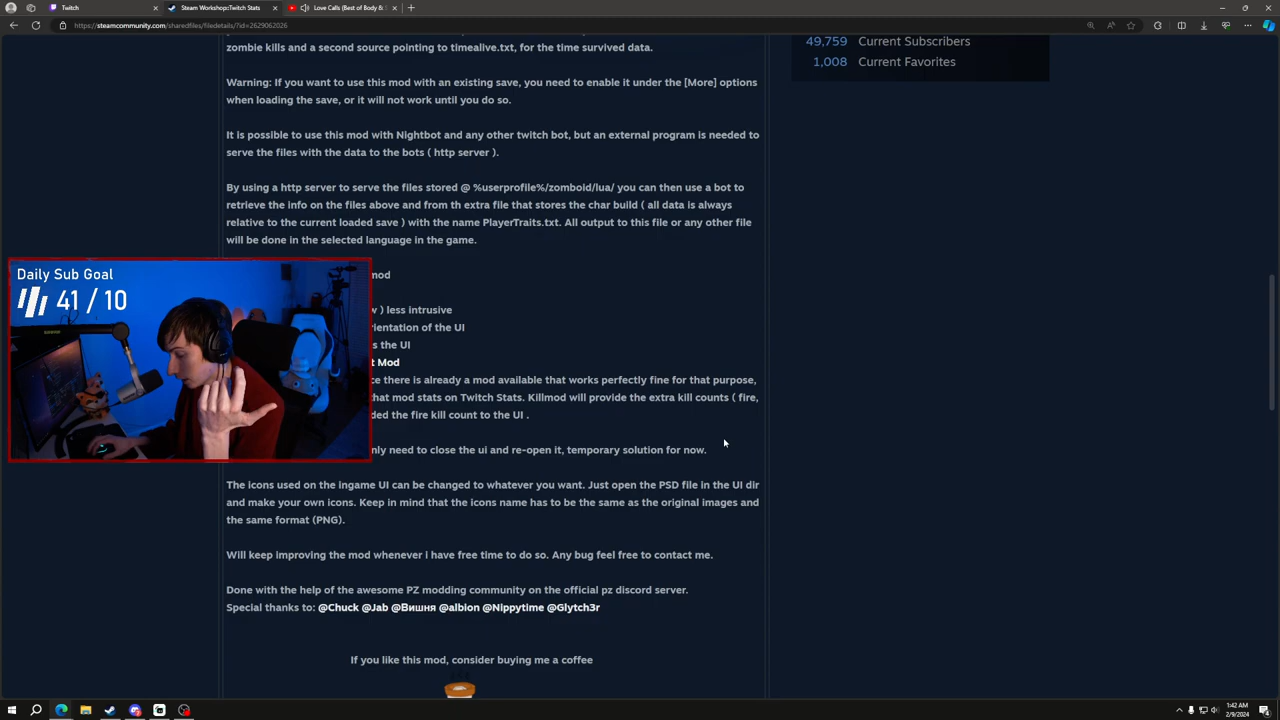 Twitch
Steam Workshop::Twitch Stats
Love Calls (Best of Body &
https://steamcommunity.com/sharedfiles/filedetails/?id=2629062026
zombie kills and a second source pointing to timealive.txt, for the time survived data.
49,759 Current Subscribers
1,008 Current Favorites
Warning: If you want to use this mod with an existing save, you need to enable it under the [More] options
when loading the save, or it will not work until you do so.
It is possible to use this mod with Nightbot and any other twitch bot, but an external program is needed to
serve the files with the data to the bots ( http server ).
By using a http server to serve the files stored @ %userprofile%/zomboid/lua/ you can then use a bot to
retrieve the info on the files above and from th extra file that stores the char build ( all data is always
relative to the current loaded save ) with the name PlayerTraits.txt. All output to this file or any other file
will be done in the selected language in the game.
Daily Sub Goal
41 / 10
mod
w ) less intrusive
rientation of the UI
s the UI
t Mod
ce there is already a mod available that works perfectly fine for that purpose,
that mod stats on Twitch Stats. Killmod will provide the extra kill counts ( fire,
ded the fire kill count to the UI .
nly need to close the ui and re-open it, temporary solution for now.
The icons used on the ingame UI can be changed to whatever you want. Just open the PSD file in the UI dir
and make your own icons. Keep in mind that the icons name has to be the same as the original images and
the same format (PNG).
Will keep improving the mod whenever i have free time to do so. Any bug feel free to contact me.
Done with the help of the awesome PZ modding community on the official pz discord server.
Special thanks to: @Chuck @Jab @Вишня @albion @Nippytime @Glytch3r
If you like this mod, consider buying me a coffee
1:42 AM
2/9/2024